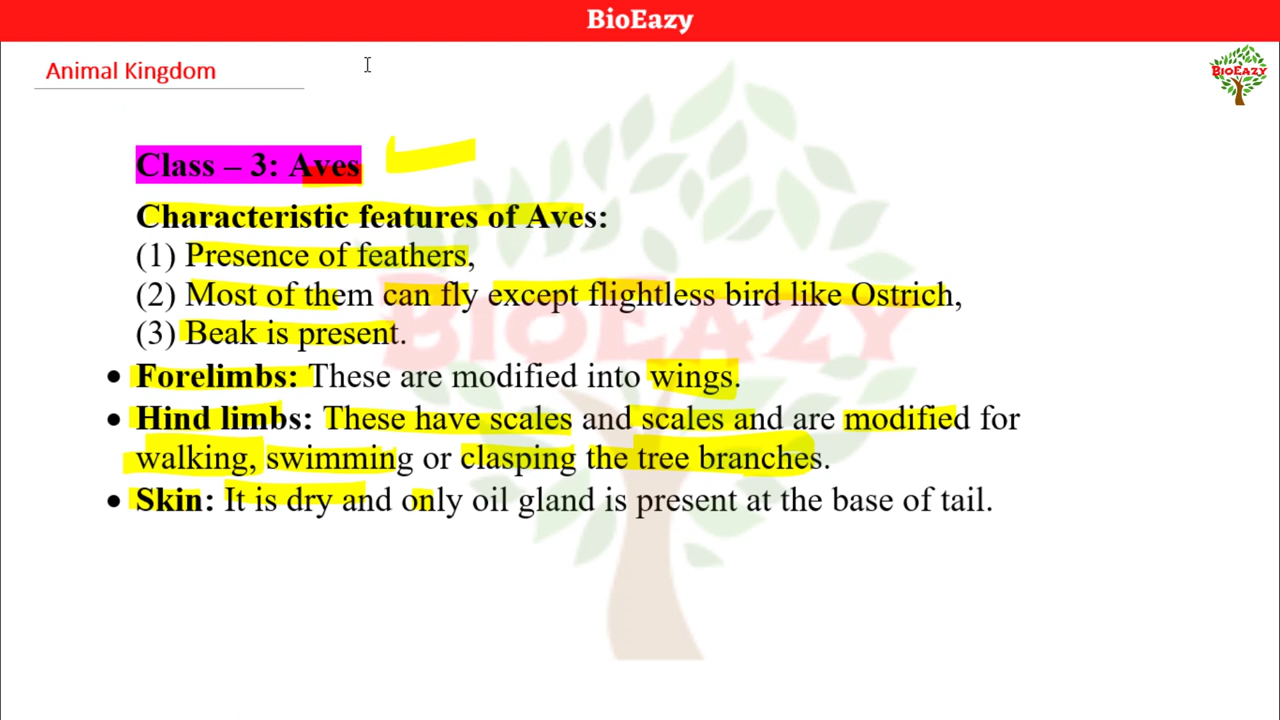 BioEazy
Animal Kingdom
BIOEAZY
Class – 3: Aves
Characteristic features of Aves:
(1) Presence of feathers,
(2) Most of them can fly except flightless bird like Ostrich,
(3) Beak is present.
BIOEAZY
• Forelimbs: These are modified into wings.
• Hind limbs: These have scales and scales and are modified for
walking, swimming or clasping the tree branches.
• Skin: It is dry and only oil gland is present at the base of tail.